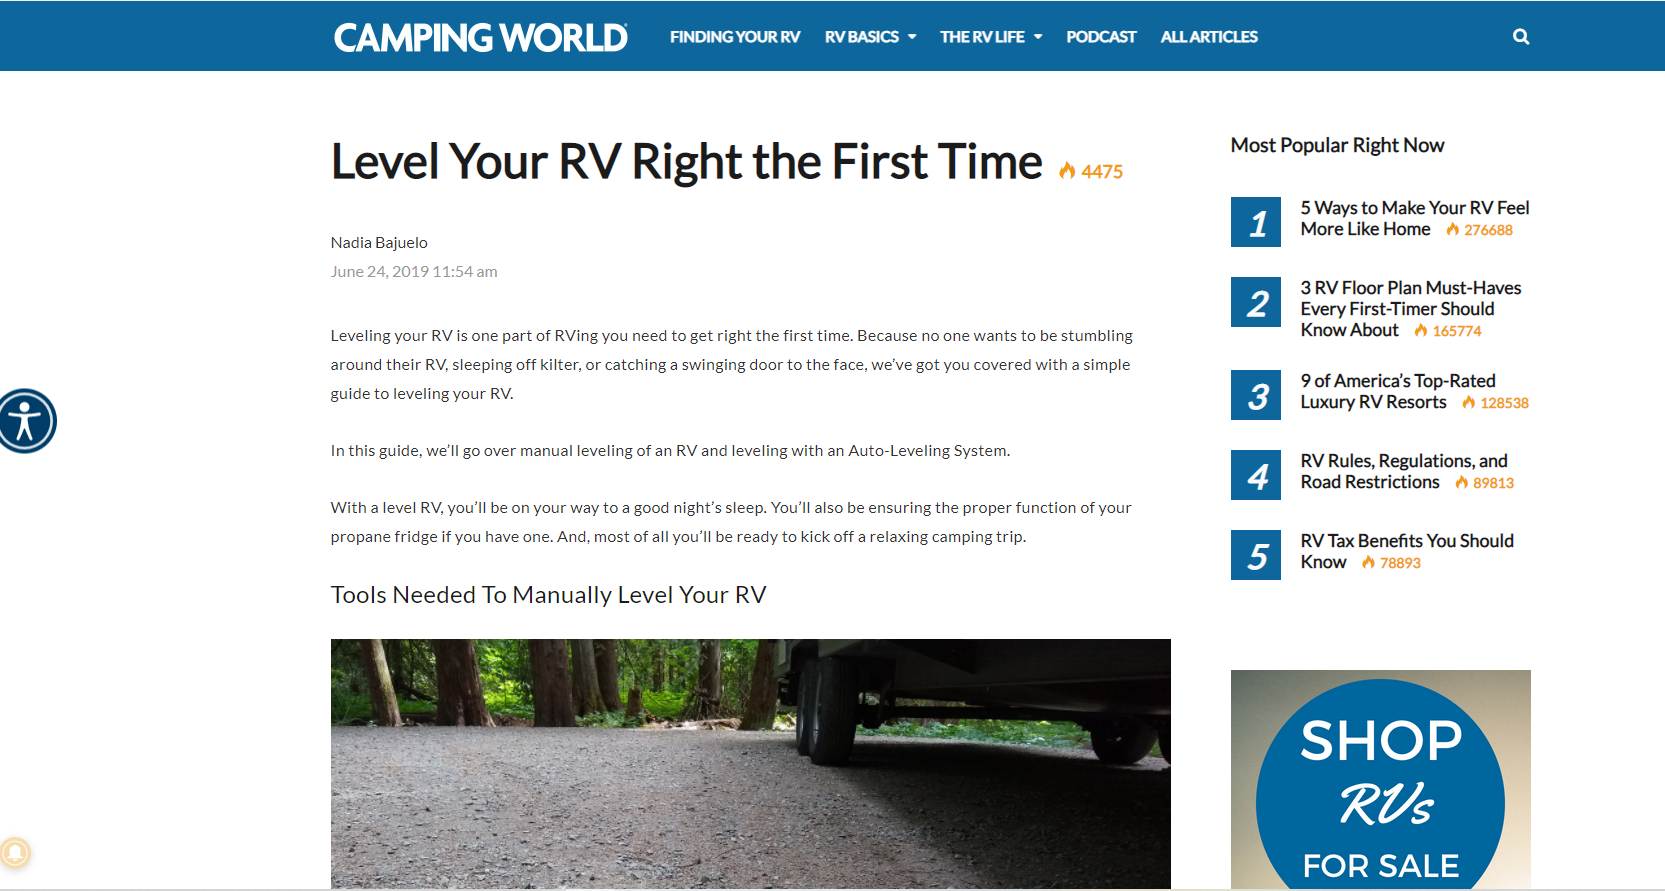 CAMPING WORLD
FINDING YOUR RV RV BASICS THE RV LIFE PODCAST ALL ARTICLES
Level Your RV Right the First Time 4475
Nadia Bajuelo
June 24, 2019 11:54 am
Leveling your RV is one part of RVing you need to get right the first time. Because no one wants to be stumbling
around their RV, sleeping off kilter, or catching a swinging door to the face, we’ve got you covered with a simple
guide to leveling your RV.
In this guide, we’ll go over manual leveling of an RV and leveling with an Auto-Leveling System.
With a level RV, you’ll be on your way to a good night’s sleep. You’ll also be ensuring the proper function of your
propane fridge if you have one. And, most of all you’ll be ready to kick off a relaxing camping trip.
Tools Needed To Manually Level Your RV
Most Popular Right Now
1
5 Ways to Make Your RV Feel
More Like Home 276688
2
3 RV Floor Plan Must-Haves
Every First-Timer Should
Know About 165774
3
9 of America’s Top-Rated
Luxury RV Resorts 128538
4
RV Rules, Regulations, and
Road Restrictions 89813
5
RV Tax Benefits You Should
Know 78893
SHOP
RVs
FOR SALE